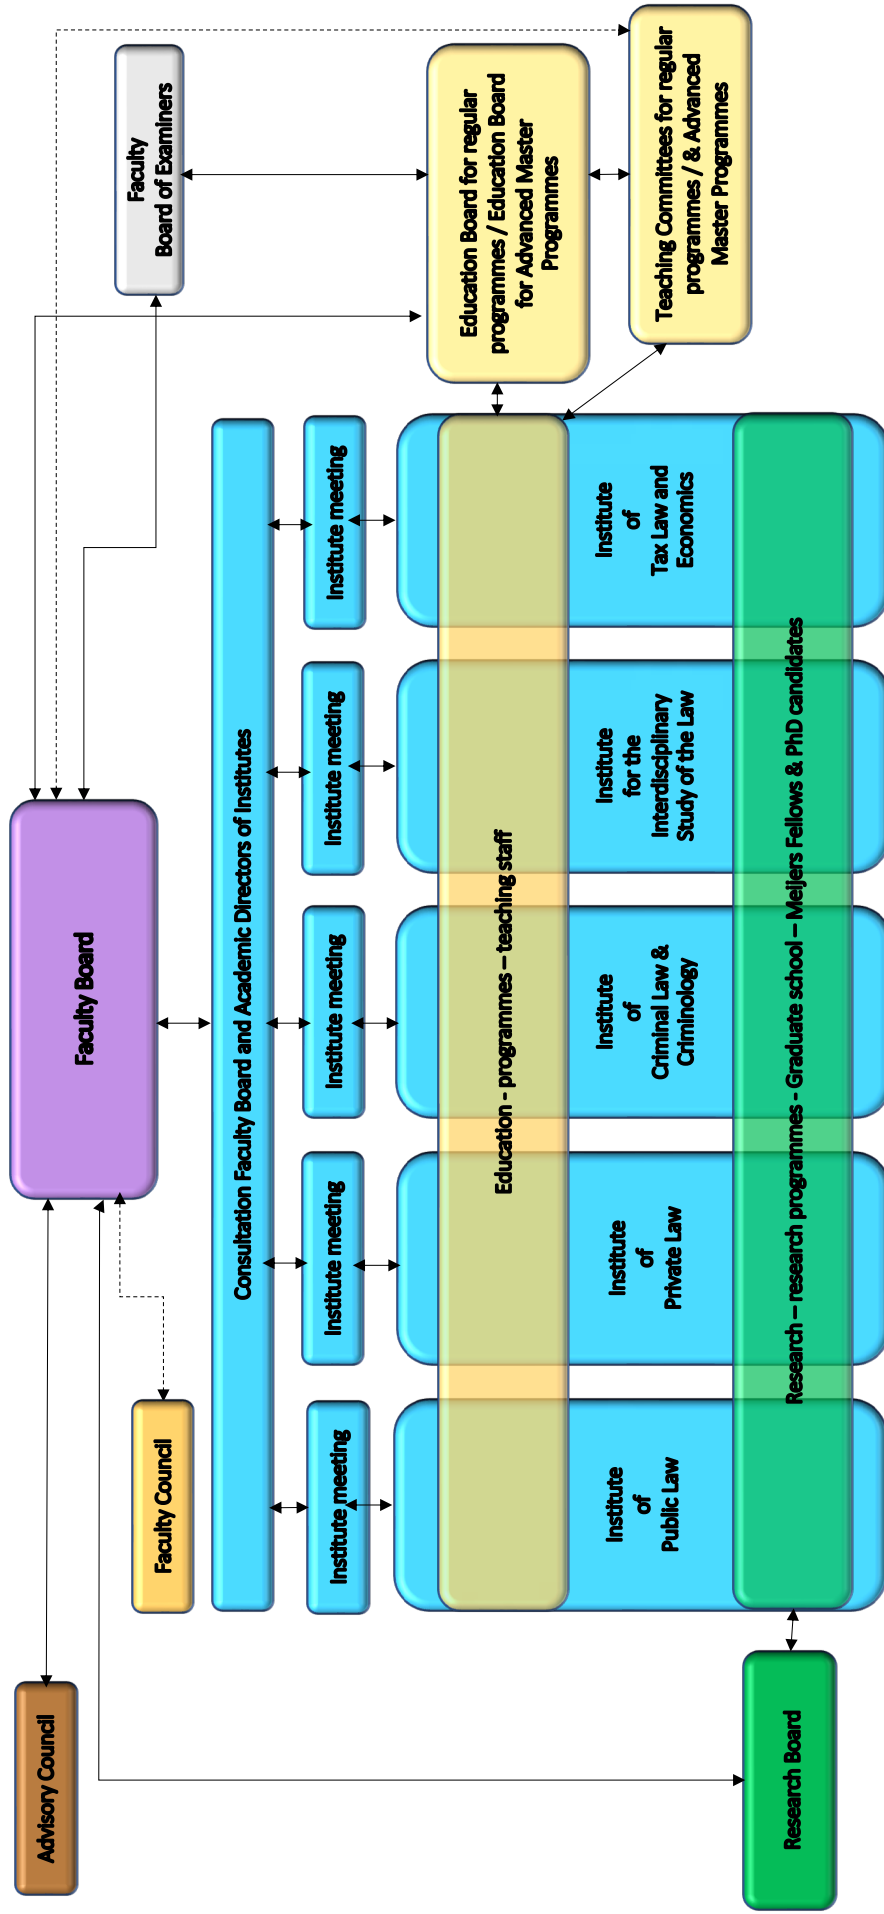 Advisory Council
Faculty Board
Faculty
Board of Examiners
Faculty Council
Consultation Faculty Board and Academic Directors of Institutes
Institute meeting
Institute meeting
Institute meeting
Institute meeting
Institute meeting
Education Board for regular
programmes / Education Board
for Advanced Master
Programmes
Education - programmes – teaching staff
Teaching Committees for regular
programmes / & Advanced
Master Programmes
Institute
of
Public Law
Institute
of
Private Law
Institute
of
Criminal Law &
Criminology
Institute
for the
Interdisciplinary
Study of the Law
Institute
of
Tax Law and
Economics
Research Board
Research – research programmes - Graduate school – Meijers Fellows & PhD candidates